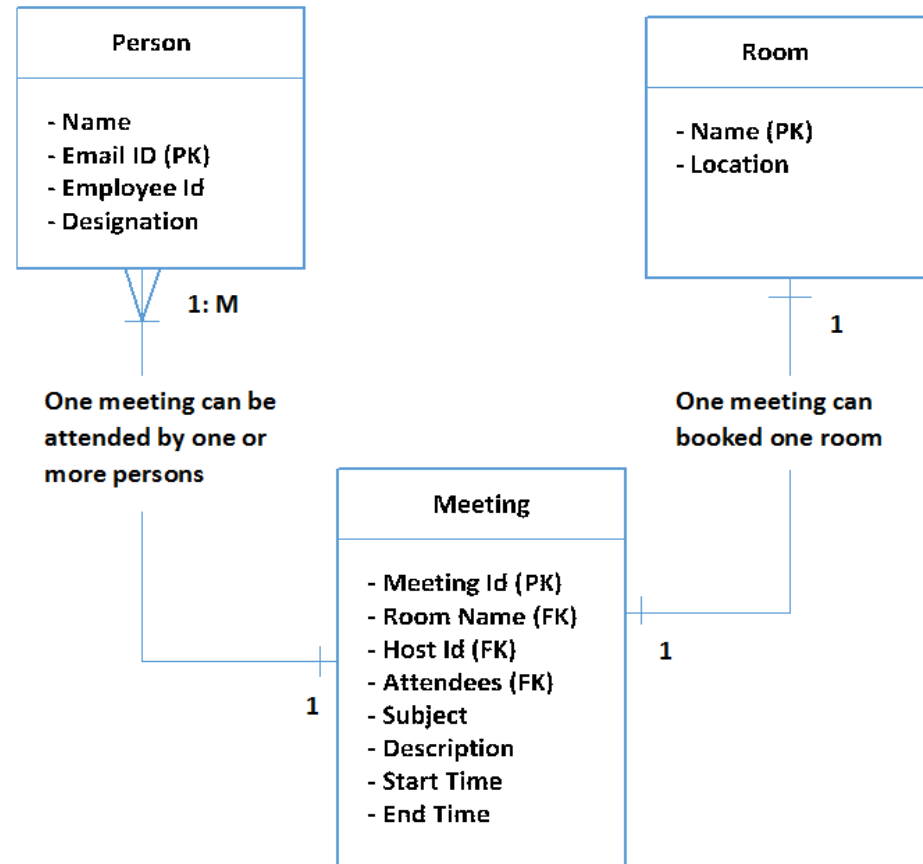 Person
- Name
- Email ID (PK)
- Employee Id
- Designation
1: M
One meeting can be
attended by one or
more persons
Room
- Name (PK)
- Location
1
One meeting can
booked one room
Meeting
- Meeting Id (PK)
- Room Name (FK)
- Host Id (FK)
- Attendees (FK)
- Subject
- Description
- Start Time
- End Time
1
1